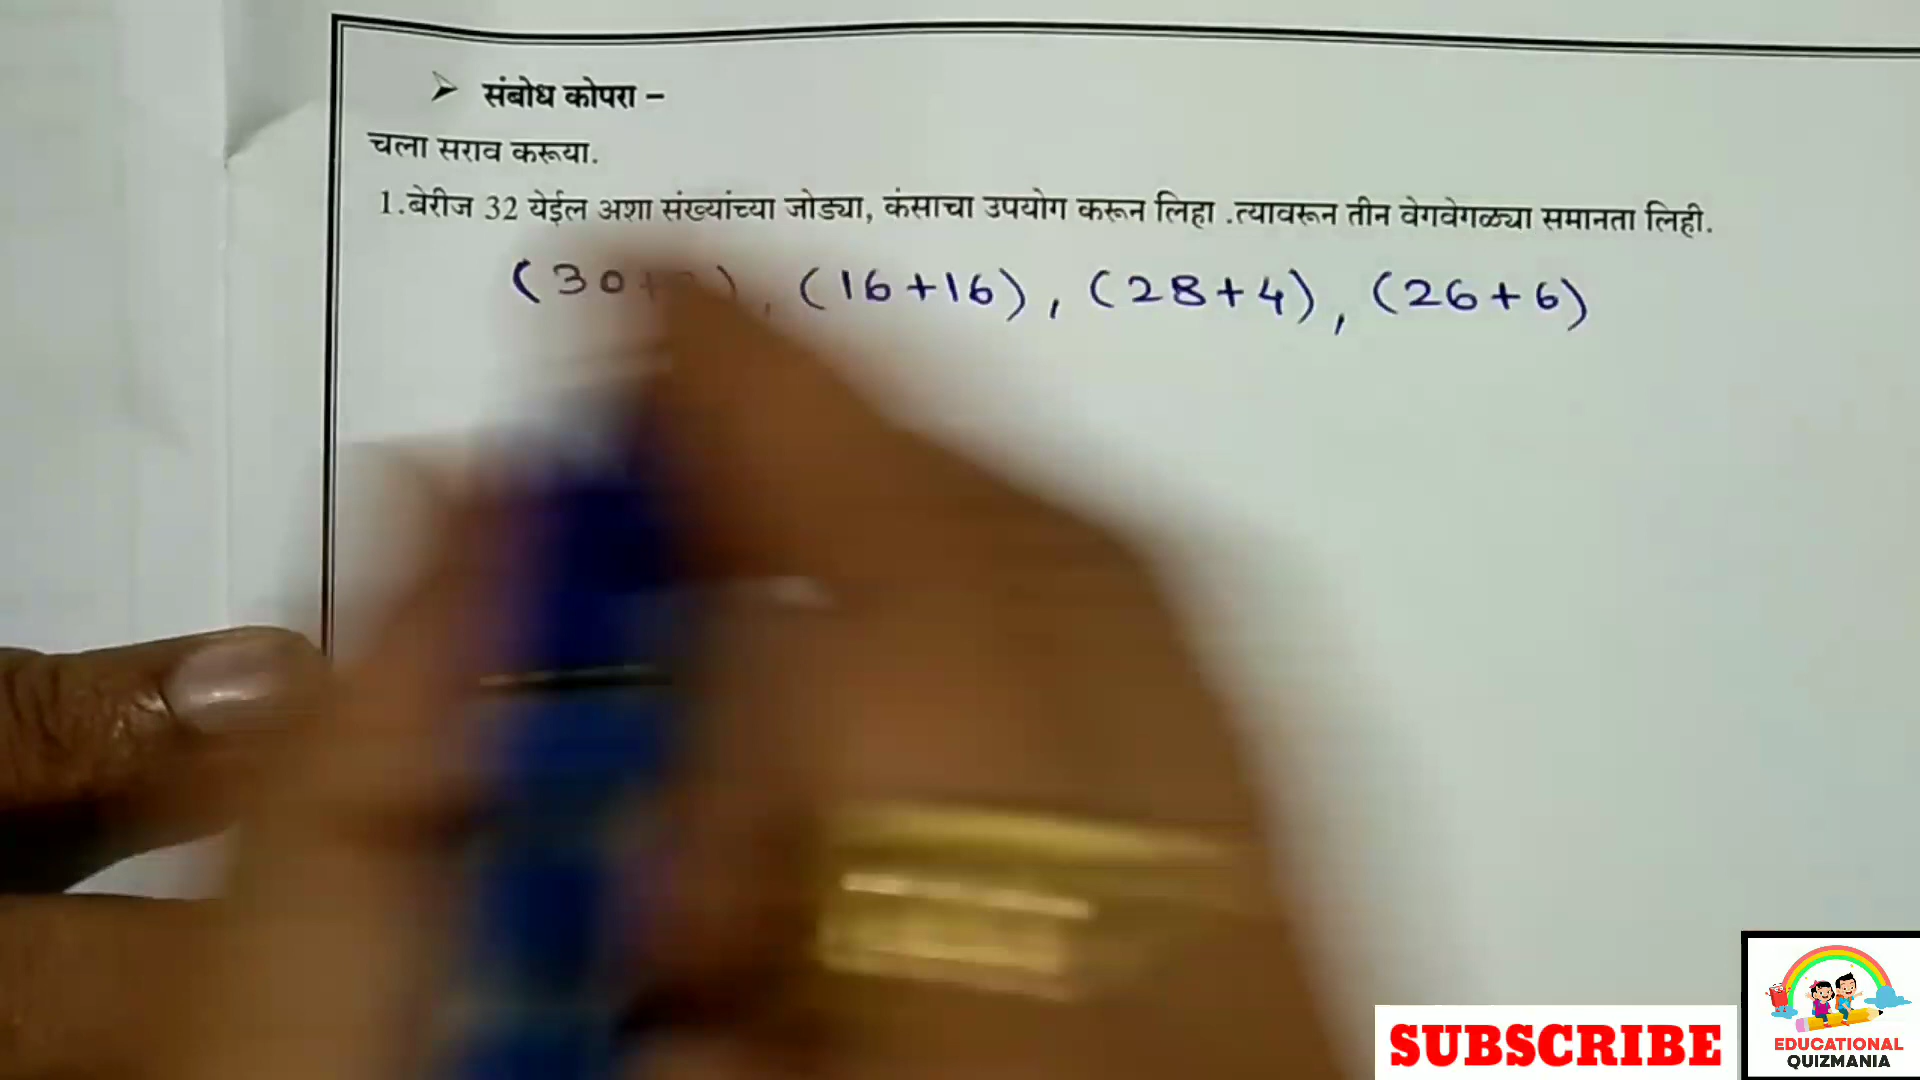 ➢ संबोध कोपरा –
चला सराव करूया.
1.बेरीज 32 येईल अशा संख्यांच्या जोड्या, कंसाचा उपयोग करून लिहा .त्यावरून तीन वेगवेगळ्या समानता लिही.
(30+ ), (16+16), (28+4), (26+6)
SUBSCRIBE
EDUCATIONAL
QUIZMANIA